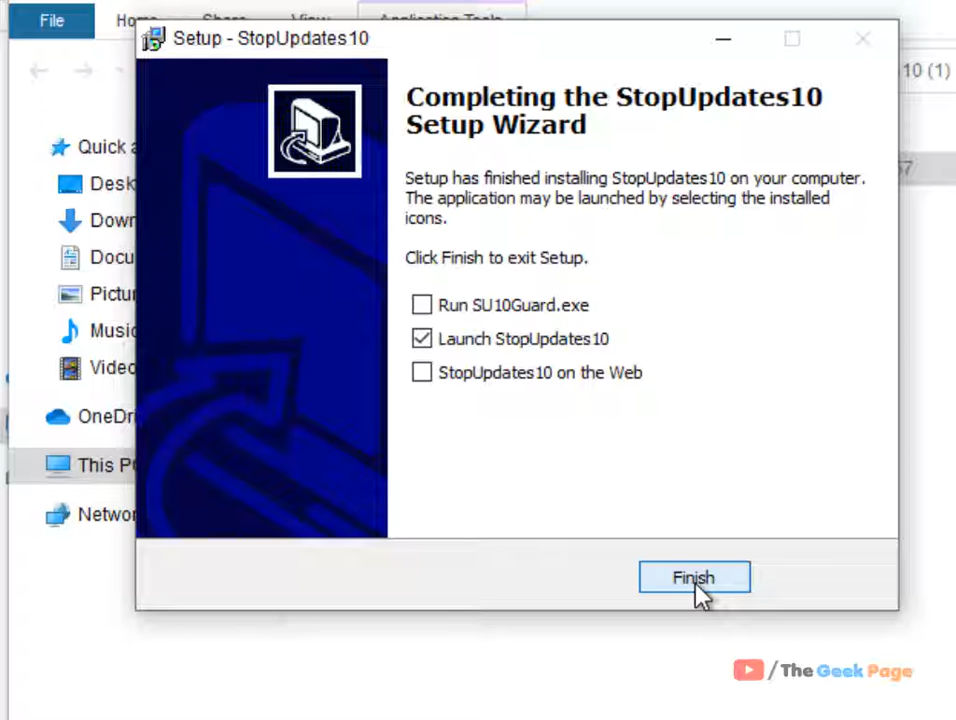 File
Setup - StopUpdates10
10 (1)
Completing the StopUpdates10
Setup Wizard
Quick a
Desk
Down
Docu
Pictur
Music
Video
OneDri
This PC
Networ
Setup has finished installing StopUpdates10 on your computer.
The application may be launched by selecting the installed
icons.
Click Finish to exit Setup.
Run SU10Guard.exe
Launch StopUpdates10
StopUpdates10 on the Web
Finish
/The Geek Page